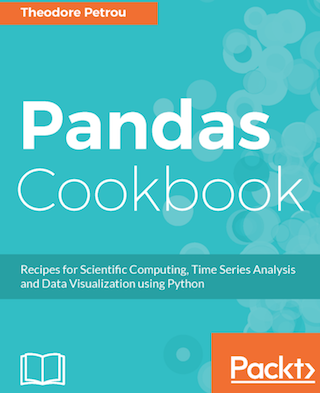 Theodore Petrou
Pandas
Cookbook
Recipes for Scientific Computing, Time Series Analysis
and Data Visualization using Python
Packt>